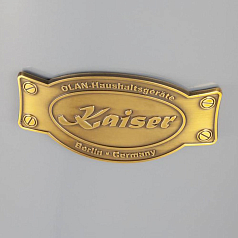 OLAN-Haushaltsgeräte
Kaiser
Berlin • Germany